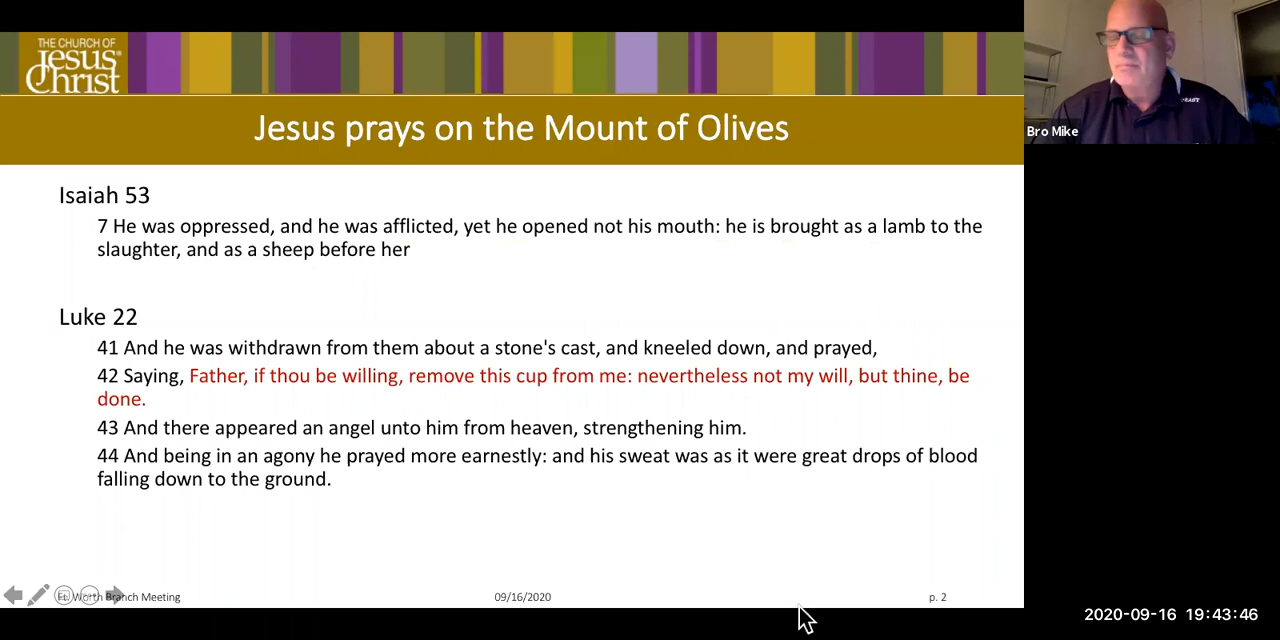 THE CHURCH OF
Jesus
Christ
Jesus prays on the Mount of Olives
Bro Mike
Isaiah 53
7 He was oppressed, and he was afflicted, yet he opened not his mouth: he is brought as a lamb to the
slaughter, and as a sheep before her
Luke 22
41 And he was withdrawn from them about a stone's cast, and kneeled down, and prayed,
42 Saying, Father, if thou be willing, remove this cup from me: nevertheless not my will, but thine, be
done.
43 And there appeared an angel unto him from heaven, strengthening him.
44 And being in an agony he prayed more earnestly: and his sweat was as it were great drops of blood
falling down to the ground.
Ft. Worth Branch Meeting
09/16/2020
p. 2
2020-09-16 19:43:46